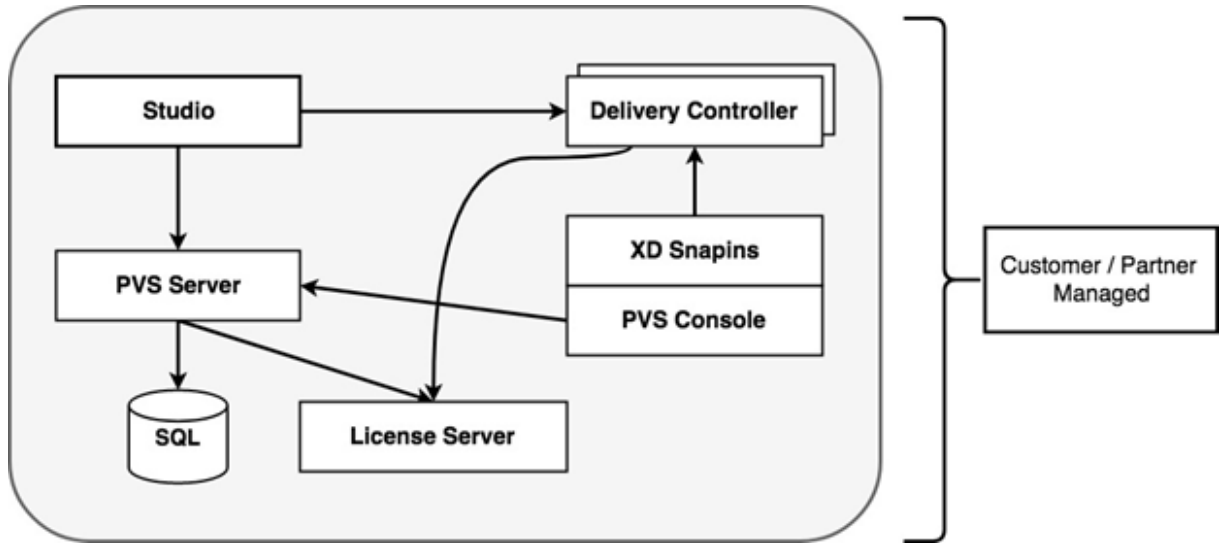 Studio
Delivery Controller
XD Snapins
PVS Server
PVS Console
SQL
License Server
Customer / Partner
Managed